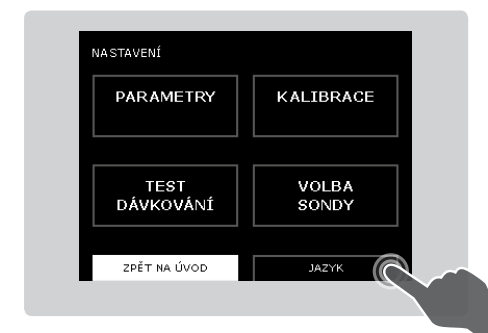 NASTAVENÍ
PARAMETRY
KALIBRACE
TEST
DÁVKOVÁNÍ
VOLBA
SONDY
ZPĚT NA ÚVOD
JAZYK